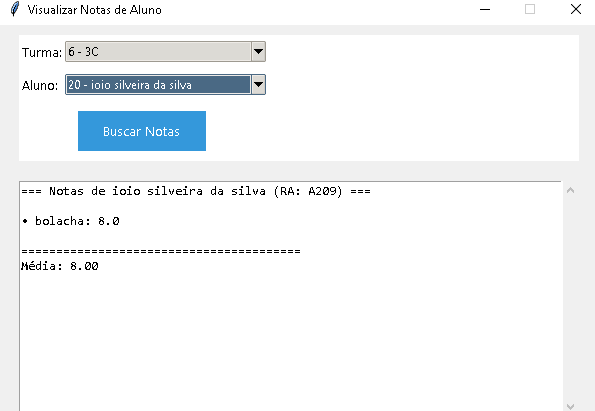 Visualizar Notas de Aluno
Turma: 6 - 3C
Aluno: 20 - ioio silveira da silva
Buscar Notas
=== Notas de ioio silveira da silva (RA: A209) ===
• bolacha: 8.0
========================================
Média: 8.00